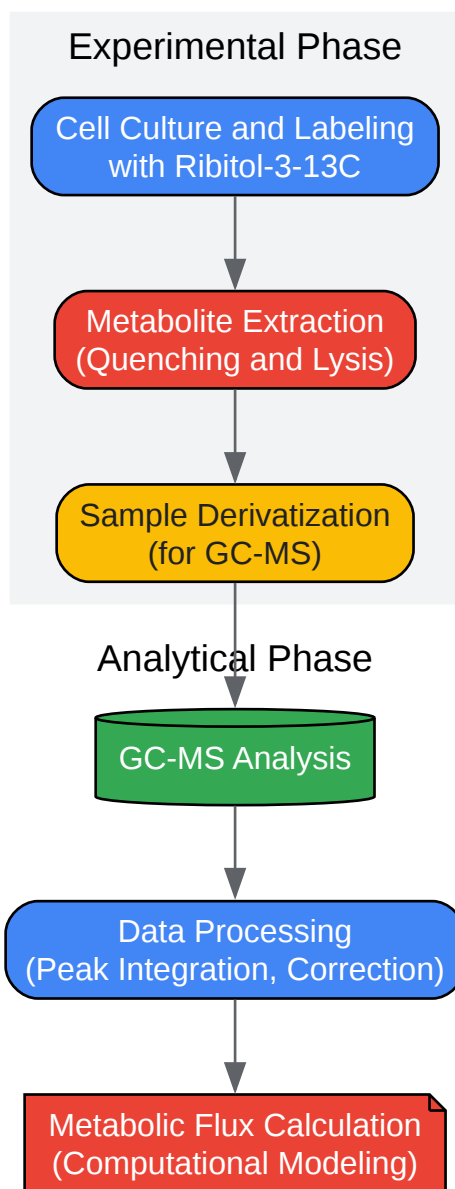 Experimental Phase
Cell Culture and Labeling
with Ribitol-3-13C
Metabolite Extraction
(Quenching and Lysis)
Sample Derivatization
(for GC-MS)
Analytical Phase
GC-MS Analysis
Data Processing
(Peak Integration, Correction)
Metabolic Flux Calculation
(Computational Modeling)